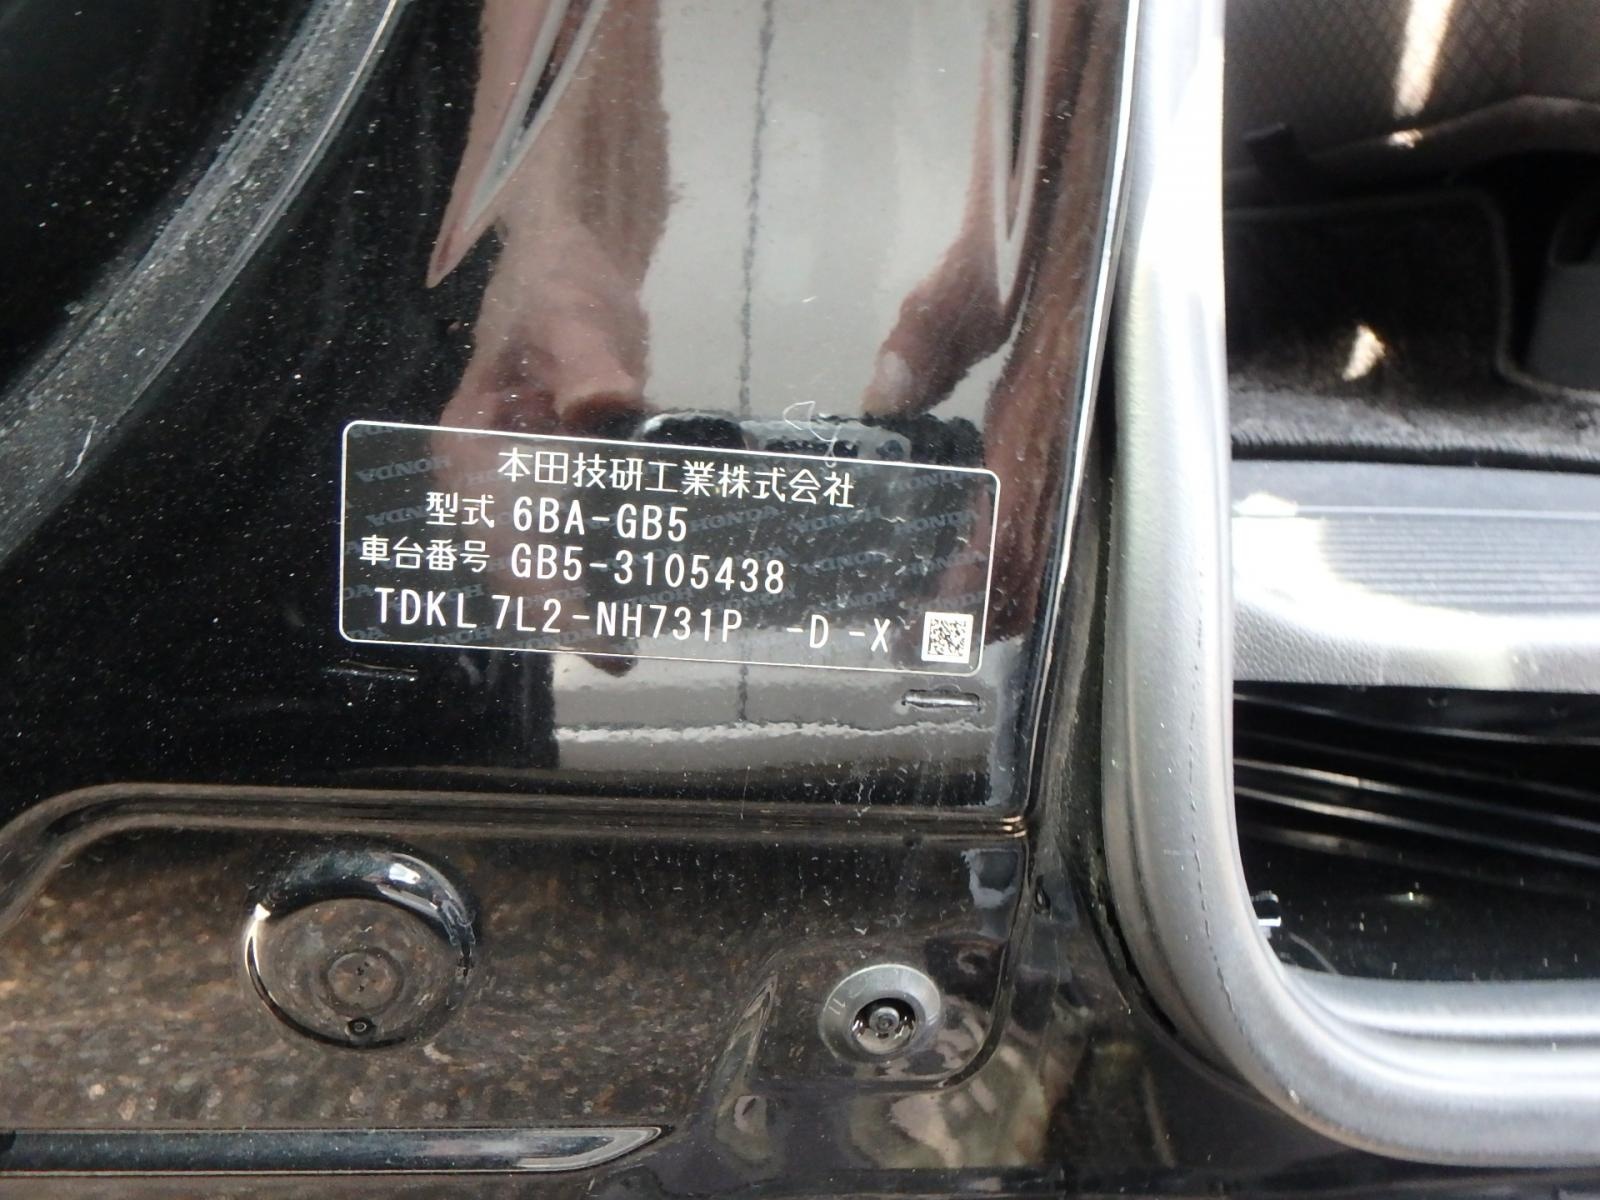 本田技研工業株式会社
型式 6BA-GB5
車台番号 GB5-3105438
TDKL 7L2-NH731P -D -X